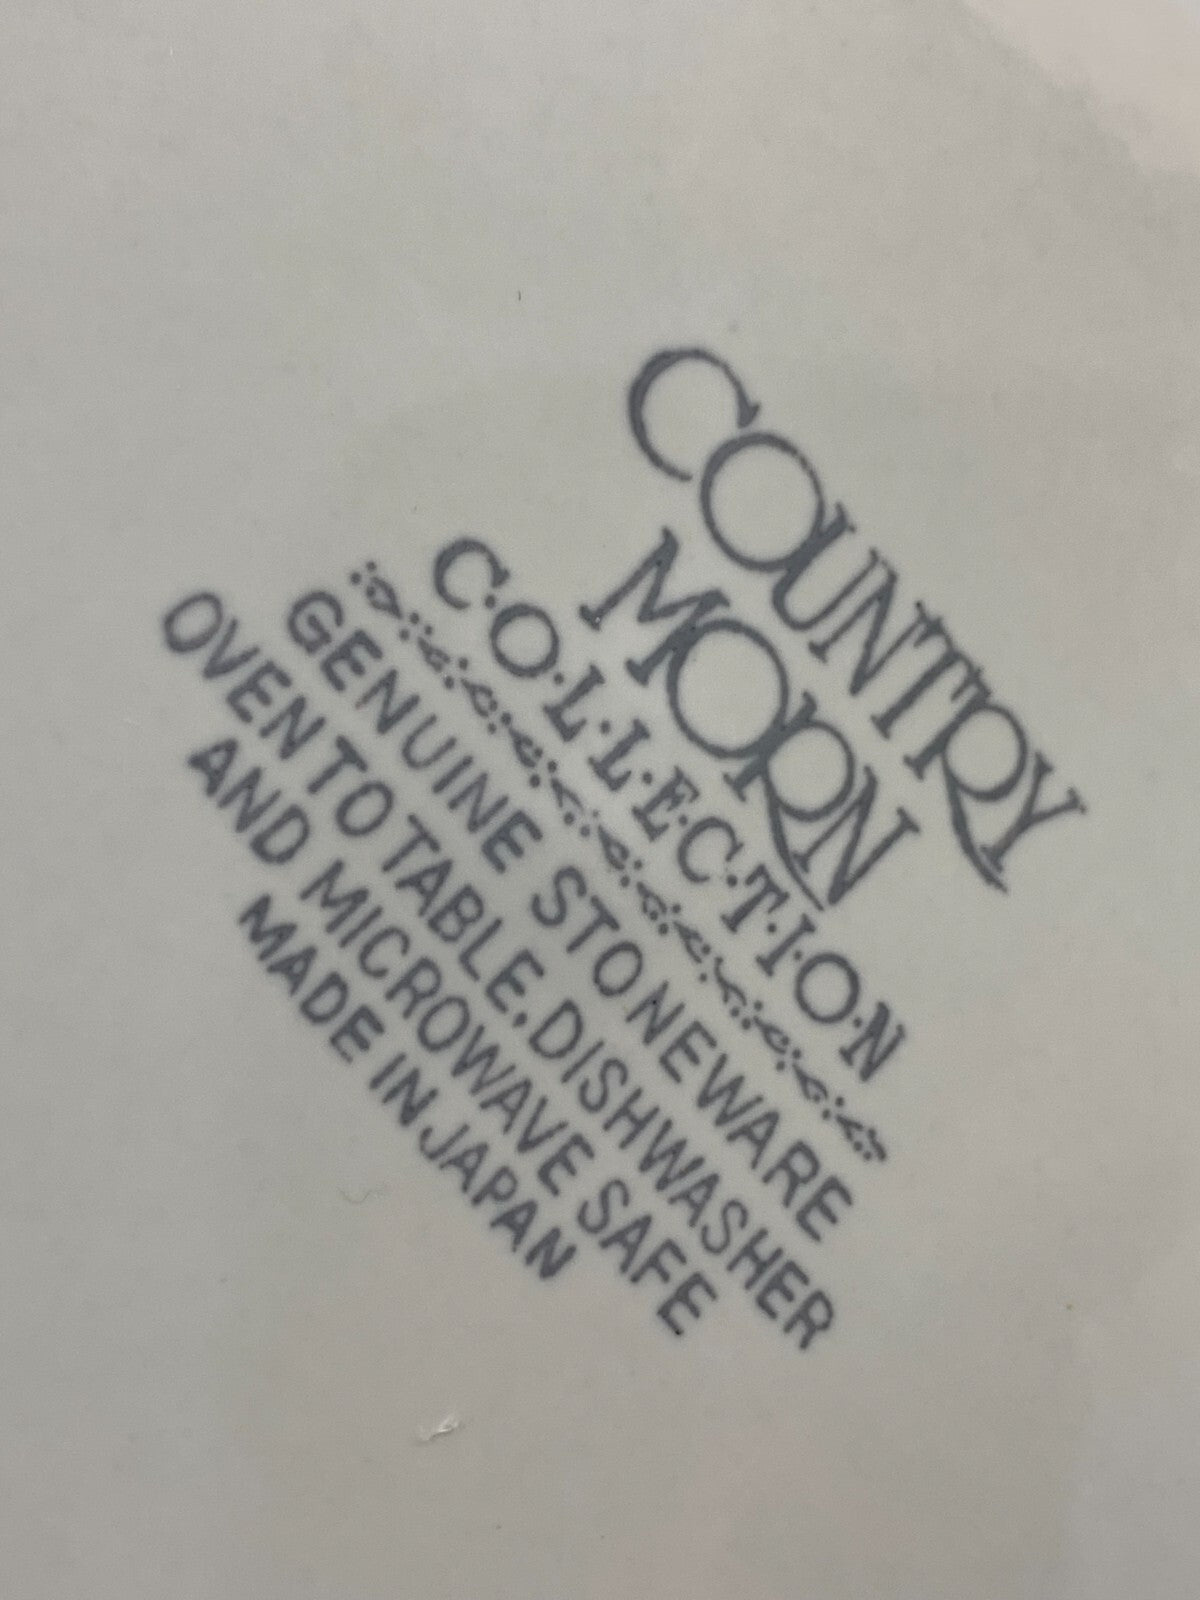 COUNTRY
MORN
C·O·L·L·E·C·T·I·O·N
GENUINE STONEWARE
OVEN TO TABLE, DISHWASHER
AND MICROWAVE SAFE
MADE IN JAPAN